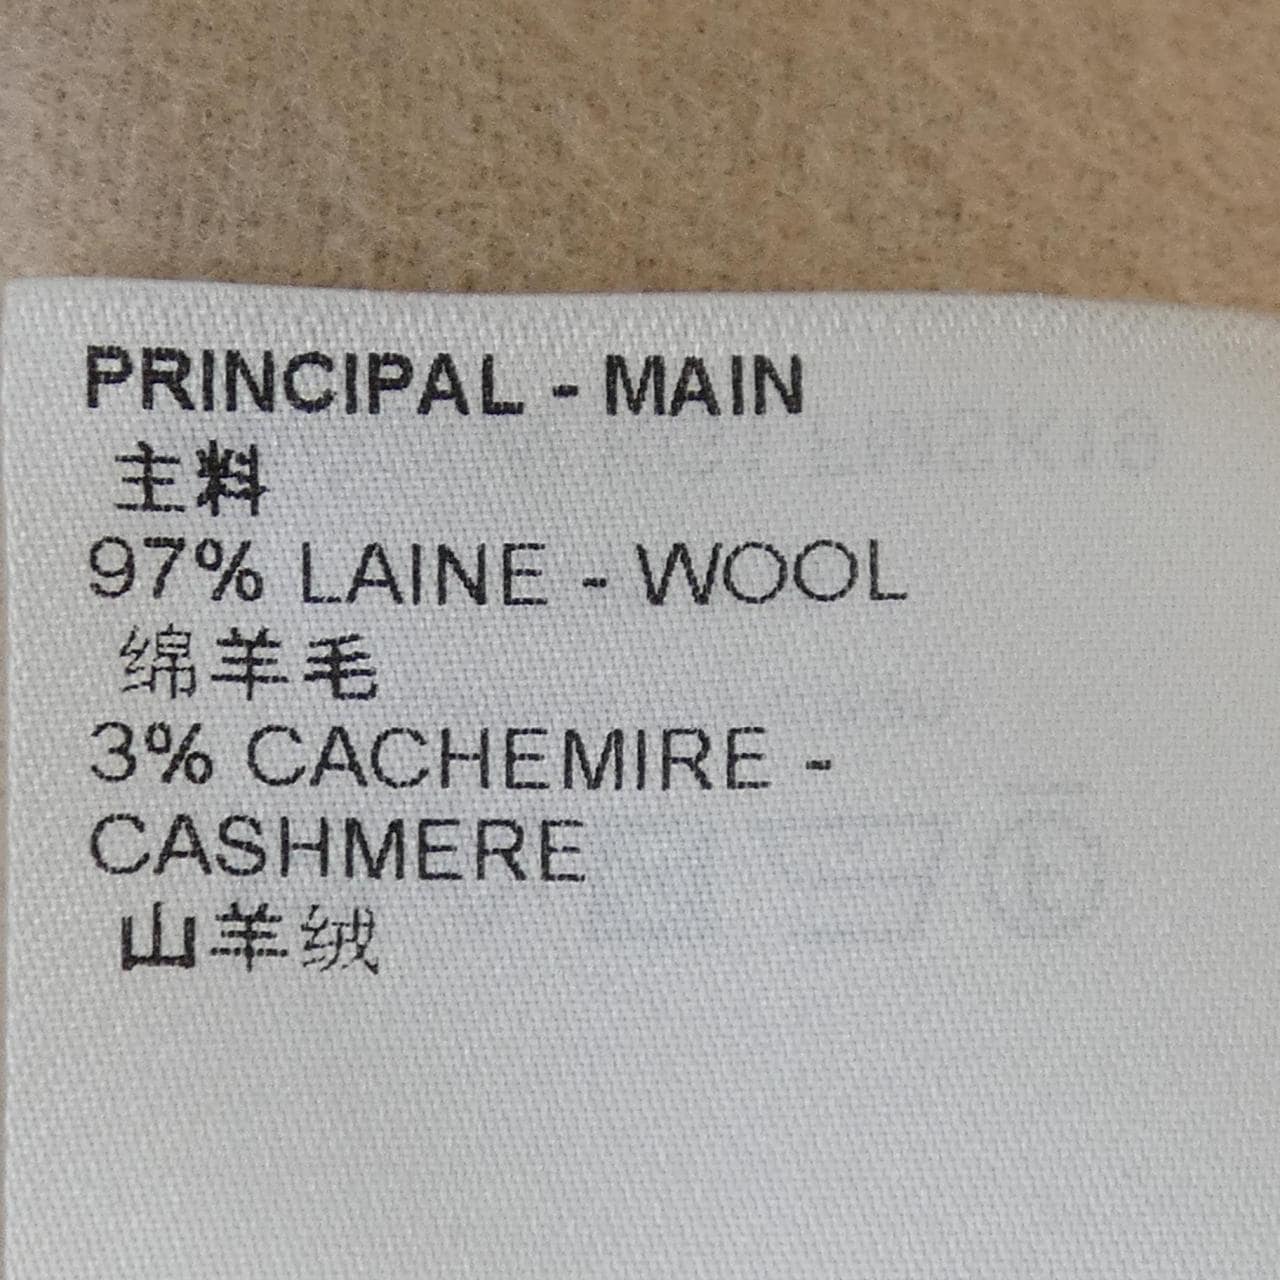 PRINCIPAL - MAIN
主料
97% LAINE - WOOL
绵羊毛
3% CACHEMIRE -
CASHMERE
山羊绒